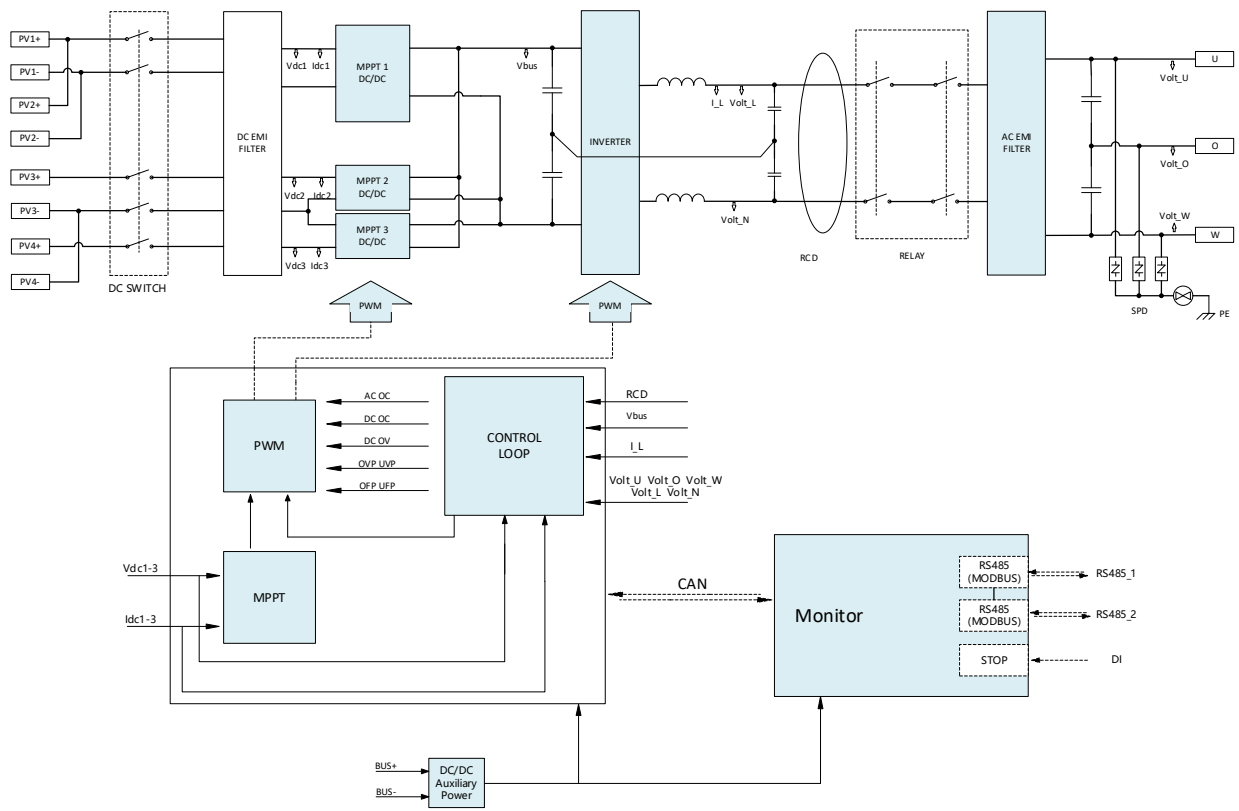 PV1+
PV1-
PV2+
PV2-
PV3+
PV3-
PV4+
PV4-
DC SWITCH
DC EMI
FILTER
Vdc1
Idc1
Vdc2
Idc2
Vdc3
Idc3
MPPT 1
DC/DC
MPPT 2
DC/DC
MPPT 3
DC/DC
Vbus
INVERTER
I_L
Volt_L
Volt_N
RCD
RELAY
AC EMI
FILTER
Volt_U
Volt_O
Volt_W
U
O
W
SPD
PE
PWM
PWM
PWM
AC OC
DC OC
DC OV
OVP UVP
OFP UFP
CONTROL
LOOP
RCD
Vbus
I_L
Volt_U Volt_O Volt_W
Volt_L Volt_N
Vdc1-3
Idc1-3
MPPT
CAN
Monitor
RS485
(MODBUS)
RS485
(MODBUS)
STOP
RS485_1
RS485_2
DI
BUS+
BUS-
DC/DC
Auxiliary
Power